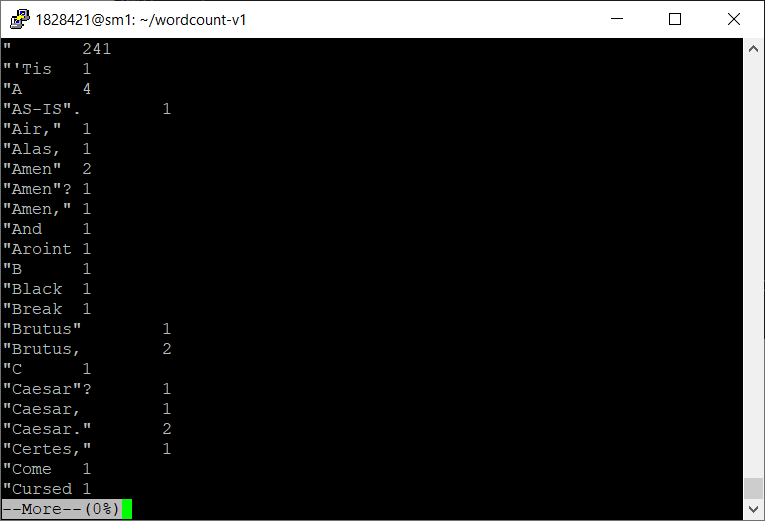 1828421@sm1: ~/wordcount-v1
"       241
"'Tis   1
"A      4
"AS-IS".        1
"Air,"  1
"Alas,  1
"Amen"  2
"Amen"? 1
"Amen," 1
"And    1
"Aroint 1
"B      1
"Black  1
"Break  1
"Brutus"        1
"Brutus,        2
"C      1
"Caesar"?       1
"Caesar,        1
"Caesar."       2
"Certes,"       1
"Come   1
"Cursed 1
--More--(0%)